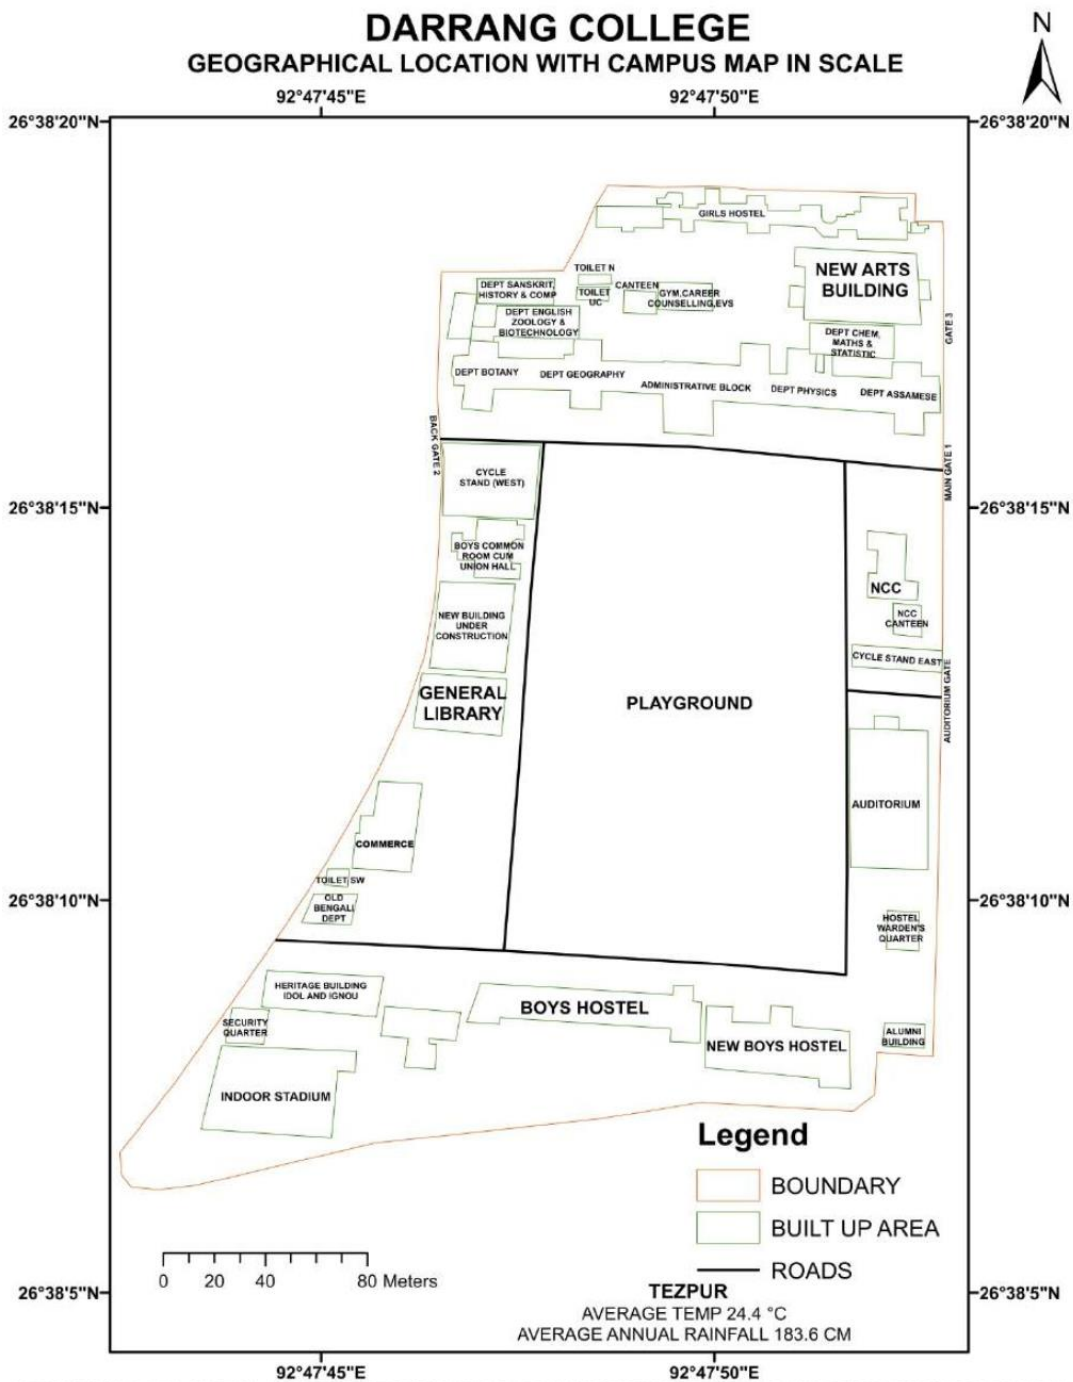 DARRANG COLLEGE
GEOGRAPHICAL LOCATION WITH CAMPUS MAP IN SCALE
N
92°47'45"E
92°47'50"E
26°38'20"N
26°38'20"N
GIRLS HOSTEL
TOILET N
NEW ARTS
BUILDING
DEPT SANSKRIT,
HISTORY & COMP
TOILET
UC
CANTEEN
GYM,CAREER
COUNSELLING,EVS
DEPT ENGLISH
ZOOLOGY &
BIOTECHNOLOGY
DEPT CHEM,
MATHS &
STATISTIC
GATE 3
DEPT BOTANY
DEPT GEOGRAPHY
ADMINISTRATIVE BLOCK
DEPT PHYSICS
DEPT ASSAMESE
BACK GATE 2
MAIN GATE 1
CYCLE
STAND (WEST)
26°38'15"N
26°38'15"N
BOYS COMMON
ROOM CUM
UNION HALL
NCC
NCC
CANTEEN
NEW BUILDING
UNDER
CONSTRUCTION
CYCLE STAND EAST
AUDITORIUM GATE
GENERAL
LIBRARY
PLAYGROUND
AUDITORIUM
COMMERCE
TOILET SW
OLD
BENGALI
DEPT
26°38'10"N
26°38'10"N
HOSTEL
WARDEN'S
QUARTER
HERITAGE BUILDING
IDOL AND IGNOU
SECURITY
QUARTER
BOYS HOSTEL
NEW BOYS HOSTEL
ALUMNI
BUILDING
INDOOR STADIUM
Legend
BOUNDARY
BUILT UP AREA
ROADS
0 20 40 80 Meters
26°38'5"N
26°38'5"N
TEZPUR
AVERAGE TEMP 24.4 °C
AVERAGE ANNUAL RAINFALL 183.6 CM
92°47'45"E
92°47'50"E